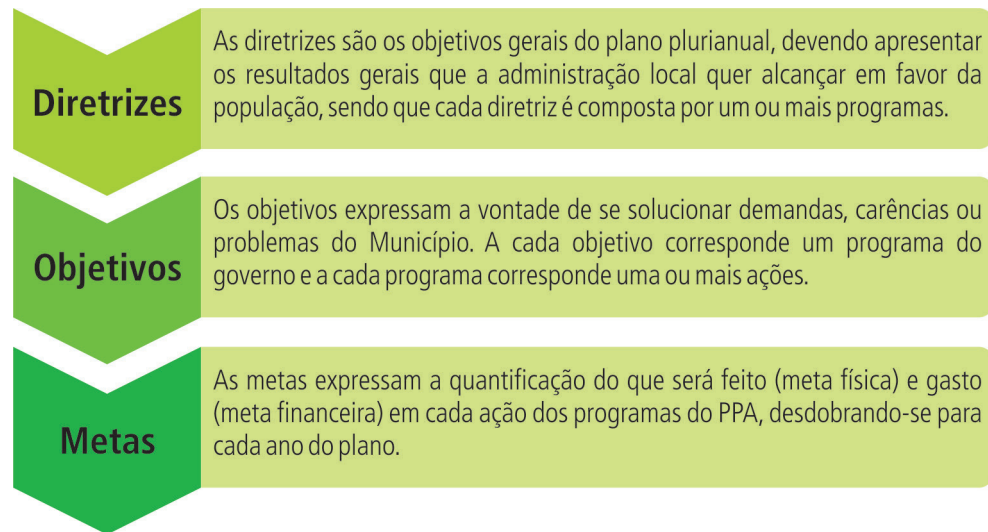 Diretrizes
As diretrizes são os objetivos gerais do plano plurianual, devendo apresentar
os resultados gerais que a administração local quer alcançar em favor da
população, sendo que cada diretriz é composta por um ou mais programas.
Objetivos
Os objetivos expressam a vontade de se solucionar demandas, carências ou
problemas do Município. A cada objetivo corresponde um programa do
governo e a cada programa corresponde uma ou mais ações.
Metas
As metas expressam a quantificação do que será feito (meta física) e gasto
(meta financeira) em cada ação dos programas do PPA, desdobrando-se para
cada ano do plano.